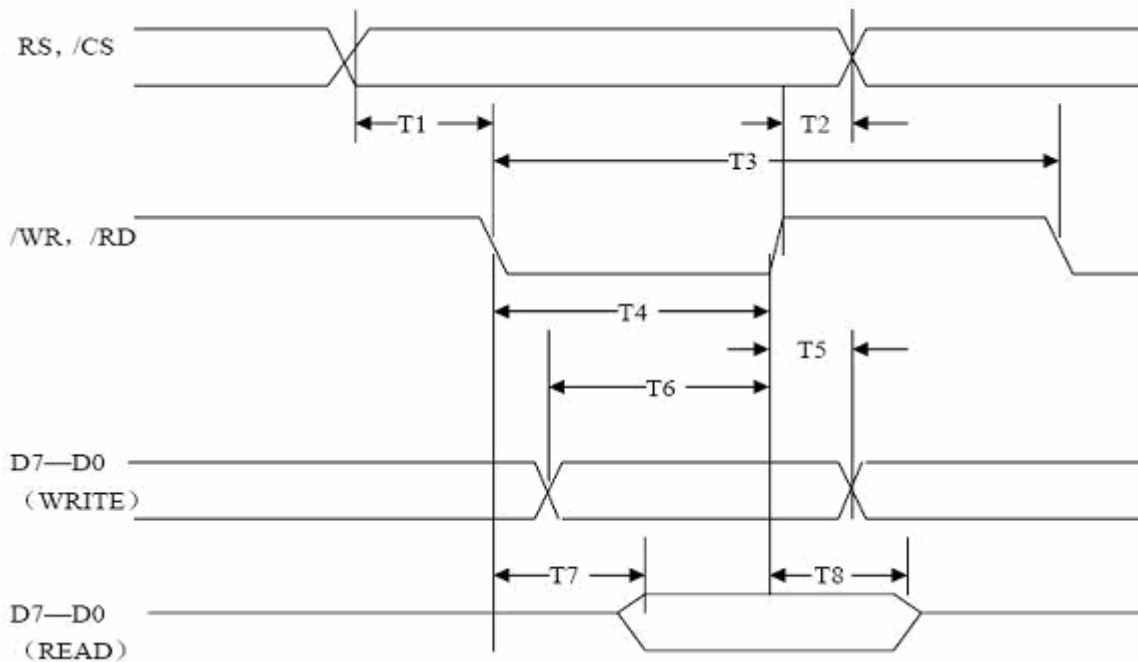 RS，/CS
T1
T2
T3
/WR，/RD
T4
T5
T6
D7—D0
（WRITE）
T7
T8
D7—D0
（READ）